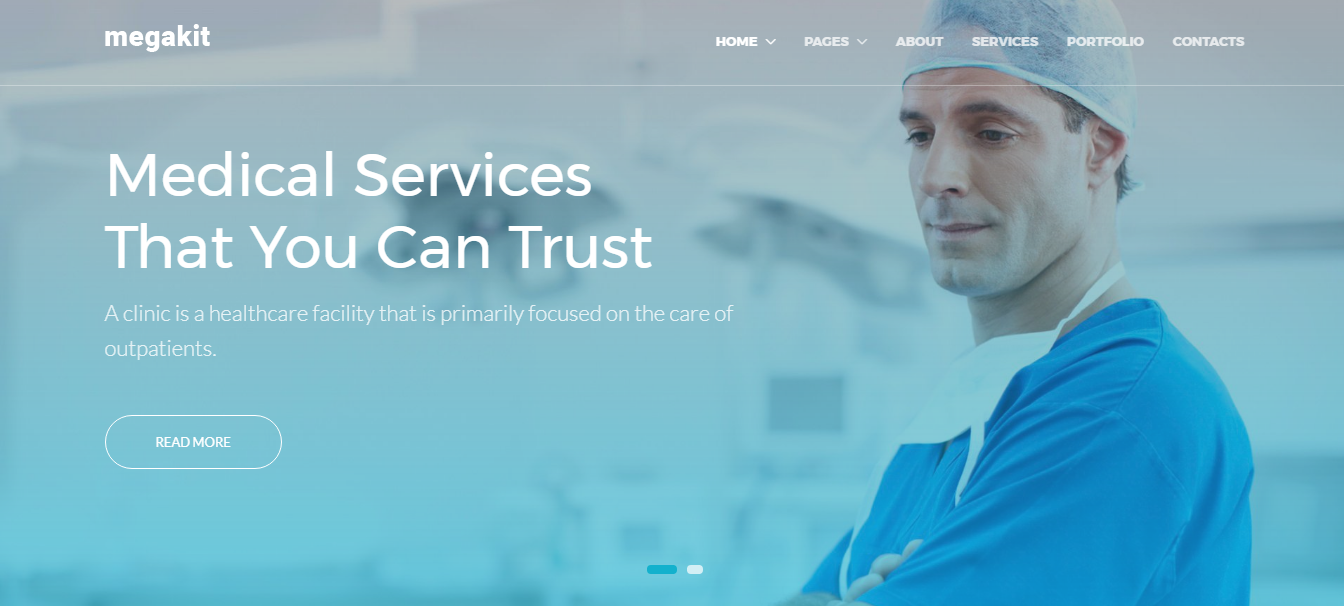 megakit
HOME
PAGES
ABOUT
SERVICES
PORTFOLIO
CONTACTS
Medical Services
That You Can Trust
A clinic is a healthcare facility that is primarily focused on the care of
outpatients.
READ MORE